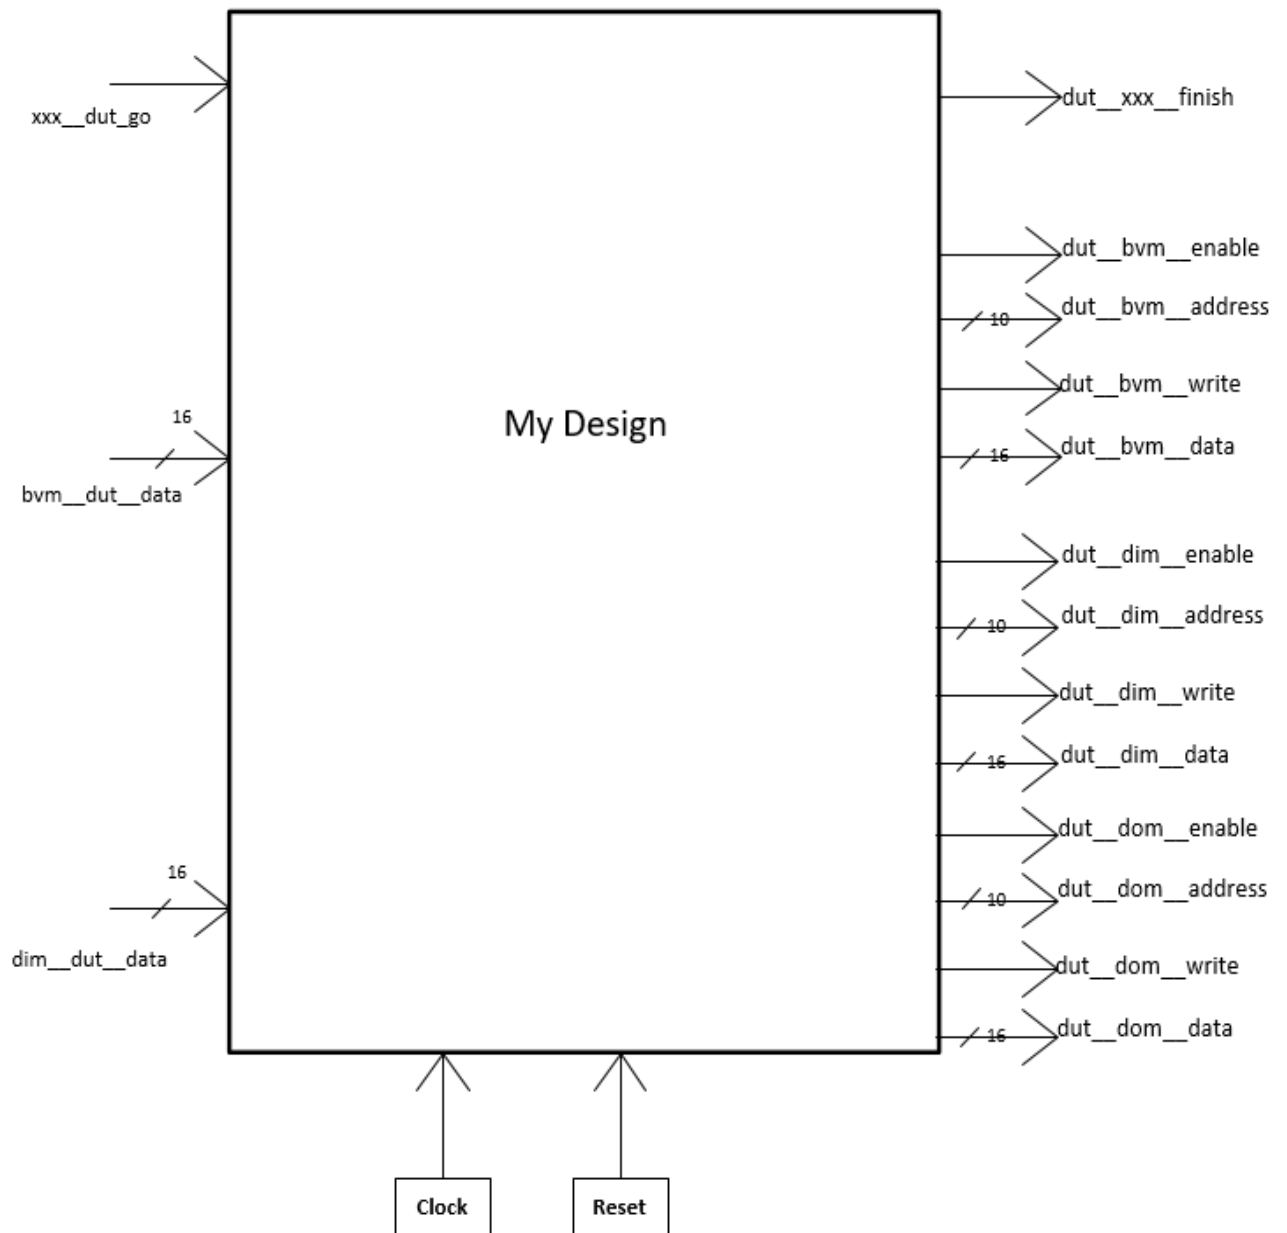 xxx__dut_go
dut__xxx__finish
dut__bvm__enable
10
dut__bvm__address
dut__bvm__write
My Design
16
bvm__dut__data
16
dut__bvm__data
dut__dim__enable
10
dut__dim__address
dut__dim__write
16
dut__dim__data
dut__dom__enable
16
dim__dut__data
10
dut__dom__address
dut__dom__write
16
dut__dom__data
Clock
Reset